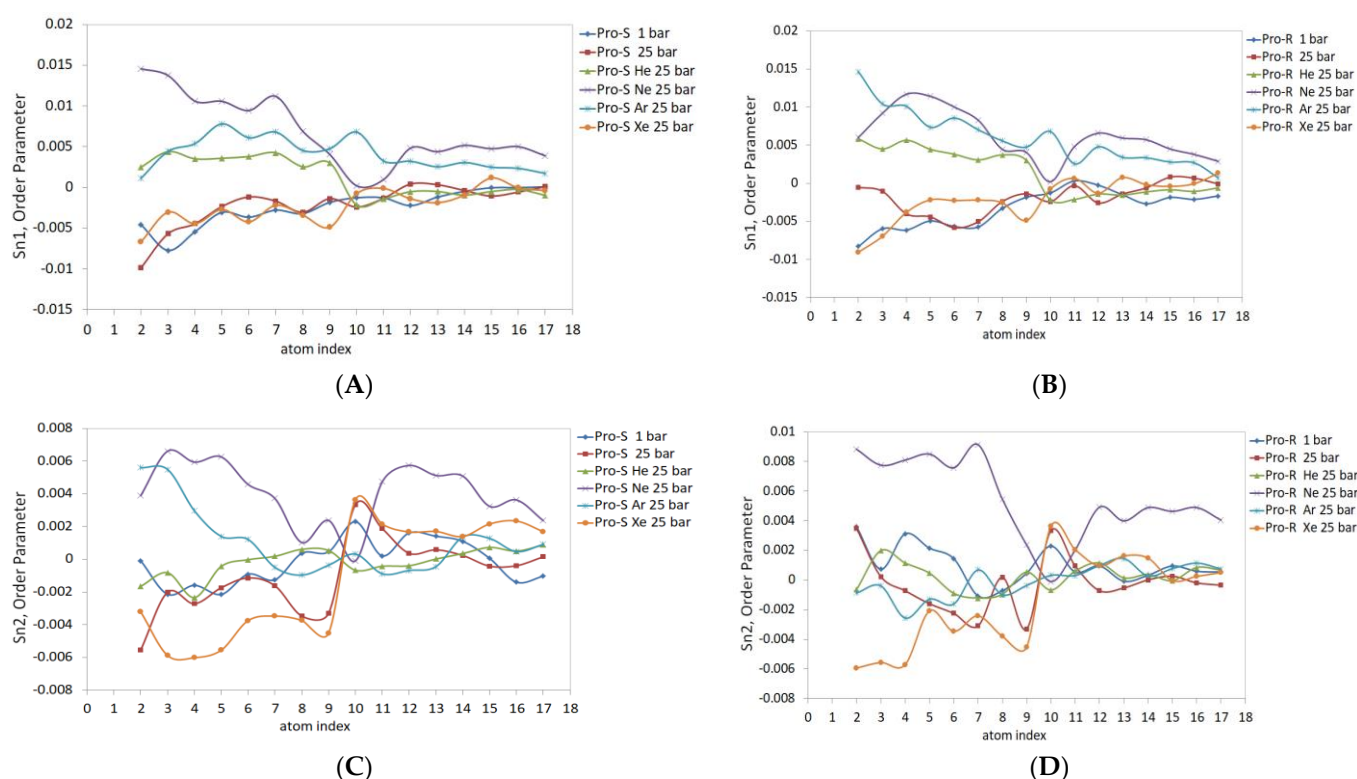 0.02
0.015
0.01
0.005
0
-0.005
-0.01
-0.015
Sn1, Order Parameter
0 1 2 3 4 5 6 7 8 9 10 11 12 13 14 15 16 17 18
atom index
Pro-S 1 bar
Pro-S 25 bar
Pro-S He 25 bar
Pro-S Ne 25 bar
Pro-S Ar 25 bar
Pro-S Xe 25 bar
(A)
0.02
0.015
0.01
0.005
0
-0.005
-0.01
-0.015
Sn1, Order Parameter
0 1 2 3 4 5 6 7 8 9 10 11 12 13 14 15 16 17 18
atom index
Pro-R 1 bar
Pro-R 25 bar
Pro-R He 25 bar
Pro-R Ne 25 bar
Pro-R Ar 25 bar
Pro-R Xe 25 bar
(B)
0.008
0.006
0.004
0.002
0
-0.002
-0.004
-0.006
-0.008
Sn2, Order Parameter
0 1 2 3 4 5 6 7 8 9 10 11 12 13 14 15 16 17 18
atom index
Pro-S 1 bar
Pro-S 25 bar
Pro-S He 25 bar
Pro-S Ne 25 bar
Pro-S Ar 25 bar
Pro-S Xe 25 bar
(C)
0.01
0.008
0.006
0.004
0.002
0
-0.002
-0.004
-0.006
-0.008
Sn2, Order Parameter
0 1 2 3 4 5 6 7 8 9 10 11 12 13 14 15 16 17 18
atom index
Pro-R 1 bar
Pro-R 25 bar
Pro-R He 25 bar
Pro-R Ne 25 bar
Pro-R Ar 25 bar
Pro-R Xe 25 bar
(D)